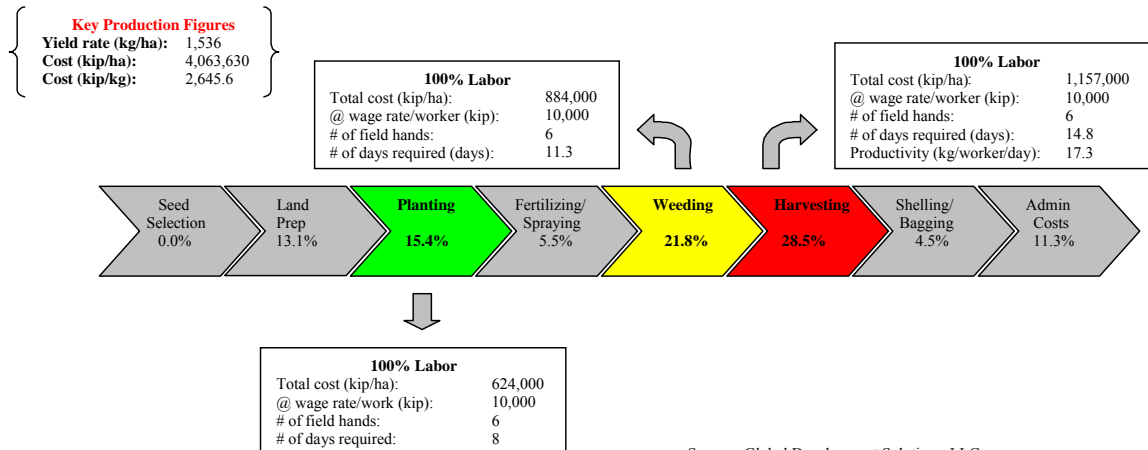 Key Production Figures
Yield rate (kg/ha): 1,536
Cost (kip/ha): 4,063,630
Cost (kip/kg): 2,645.6
100% Labor
Total cost (kip/ha): 884,000
@ wage rate/worker (kip): 10,000
# of field hands: 6
# of days required (days): 11.3
100% Labor
Total cost (kip/ha): 1,157,000
@ wage rate/worker (kip): 10,000
# of field hands: 6
# of days required (days): 14.8
Productivity (kg/worker/day): 17.3
Seed
Selection
0.0%
Land
Prep
13.1%
Planting
15.4%
Fertilizing/
Spraying
5.5%
Weeding
21.8%
Harvesting
28.5%
Shelling/
Bagging
4.5%
Admin
Costs
11.3%
100% Labor
Total cost (kip/ha): 624,000
@ wage rate/work (kip): 10,000
# of field hands: 6
# of days required: 8